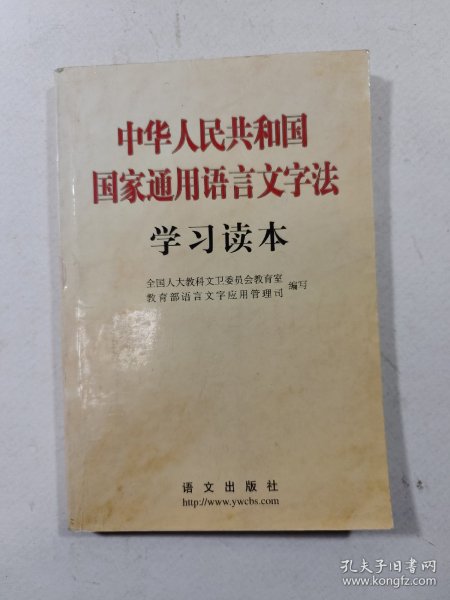 中华人民共和国
国家通用语言文字法
学习读本
全国人大教科文卫委员会教育室
教育部语言文字应用管理司
编写
语文出版社
http://www.ywcbs.com
孔夫子旧书网
www.kongfz.com